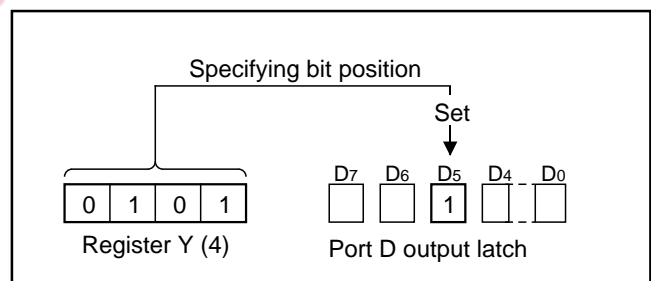 Specifying bit position
Set
D7 D6 D5 D4 D0
0 1 0 1 1
Register Y (4) Port D output latch